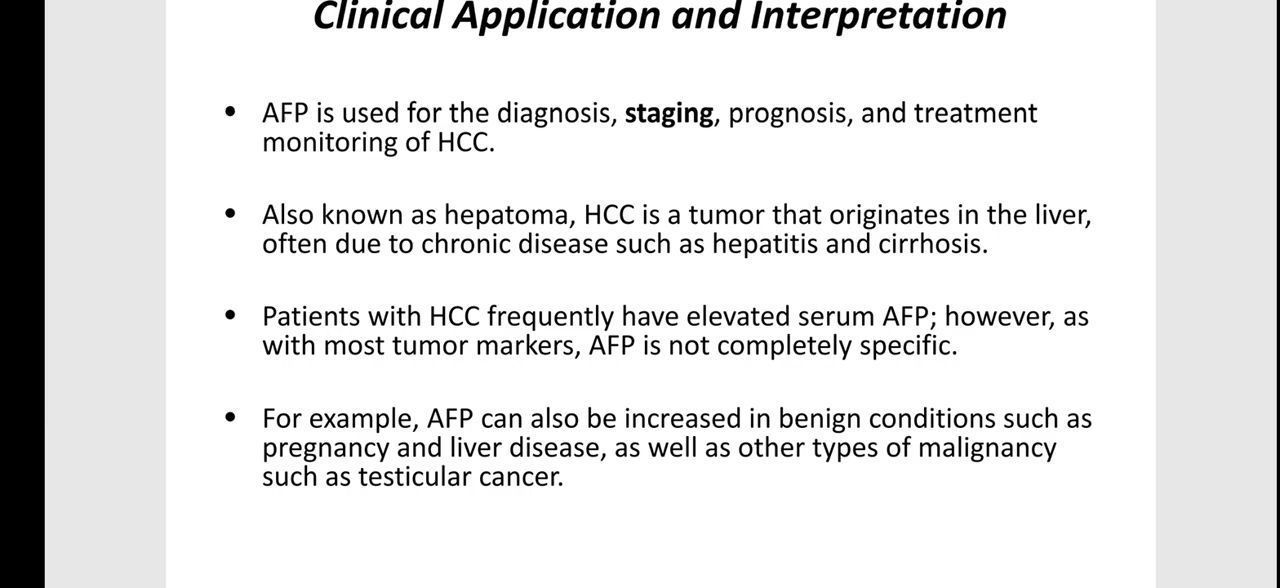 Clinical Application and Interpretation
• AFP is used for the diagnosis, staging, prognosis, and treatment
monitoring of HCC.
• Also known as hepatoma, HCC is a tumor that originates in the liver,
often due to chronic disease such as hepatitis and cirrhosis.
• Patients with HCC frequently have elevated serum AFP; however, as
with most tumor markers, AFP is not completely specific.
• For example, AFP can also be increased in benign conditions such as
pregnancy and liver disease, as well as other types of malignancy
such as testicular cancer.